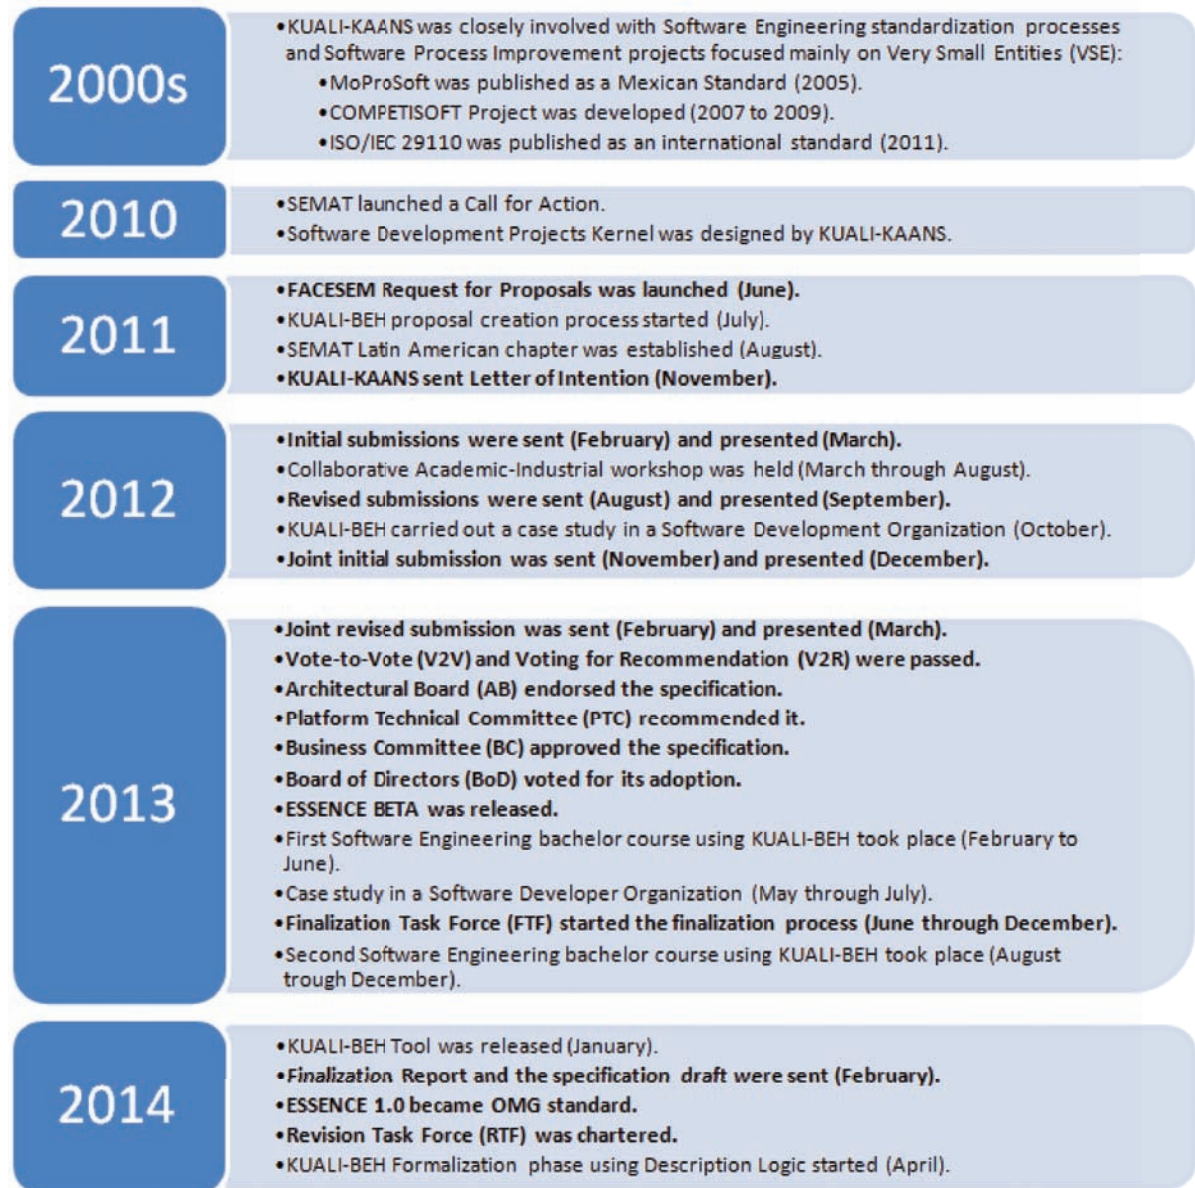 2000s
•KUALI-KAANS was closely involved with Software Engineering standardization processes
and Software Process Improvement projects focused mainly on Very Small Entities (VSE):
•MoProSoft was published as a Mexican Standard (2005).
•COMPETISOFT Project was developed (2007 to 2009).
•ISO/IEC 29110 was published as an international standard (2011).
2010
•SEMAT launched a Call for Action.
•Software Development Projects Kernel was designed by KUALI-KAANS.
2011
•FACESEM Request for Proposals was launched (June).
•KUALI-BEH proposal creation process started (July).
•SEMAT Latin American chapter was established (August).
•KUALI-KAANS sent Letter of Intention (November).
2012
•Initial submissions were sent (February) and presented (March).
•Collaborative Academic-Industrial workshop was held (March through August).
•Revised submissions were sent (August) and presented (September).
•KUALI-BEH carried out a case study in a Software Development Organization (October).
•Joint initial submission was sent (November) and presented (December).
2013
•Joint revised submission was sent (February) and presented (March).
•Vote-to-Vote (V2V) and Voting for Recommendation (V2R) were passed.
•Architectural Board (AB) endorsed the specification.
•Platform Technical Committee (PTC) recommended it.
•Business Committee (BC) approved the specification.
•Board of Directors (BoD) voted for its adoption.
•ESSENCE BETA was released.
•First Software Engineering bachelor course using KUALI-BEH took place (February to
June).
•Case study in a Software Developer Organization (May through July).
•Finalization Task Force (FTF) started the finalization process (June through December).
•Second Software Engineering bachelor course using KUALI-BEH took place (August
trough December).
2014
•KUALI-BEH Tool was released (January).
•Finalization Report and the specification draft were sent (February).
•ESSENCE 1.0 became OMG standard.
•Revision Task Force (RTF) was chartered.
•KUALI-BEH Formalization phase using Description Logic started (April).